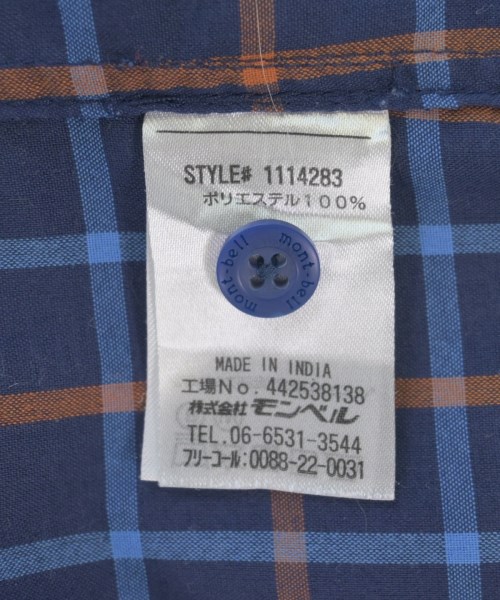 STYLE# 1114283
ポリエステル100%
mont-bell mont-bell
MADE IN INDIA
工場No. 442538138
株式会社 モンベル
TEL. 06-6531-3544
フリーコール:0088-22-0031